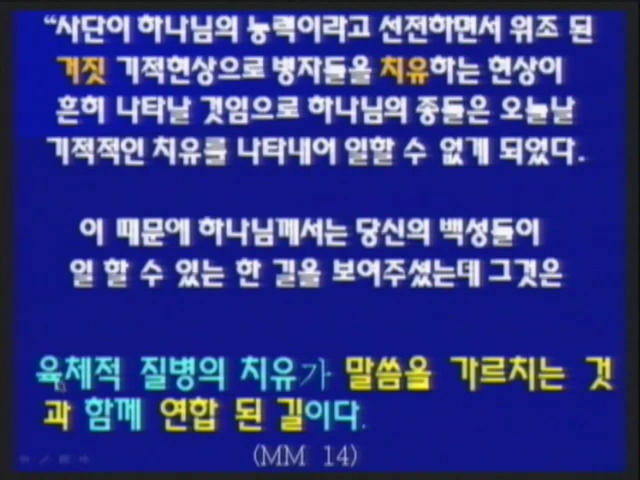 “사단이 하나님의 능력이라고 선전하면서 위조 된
거짓 기적현상으로 병자들을 치유하는 현상이
흔히 나타날 것임으로 하나님의 종들은 오늘날
기적적인 치유를 나타내어 일할 수 없게 되었다.
이 때문에 하나님께서는 당신의 백성들이
일 할 수 있는 한 길을 보여주셨는데 그것은
육체적 질병의 치유가 말씀을 가르치는 것
과 함께 연합 된 길이다.
(MM 14)